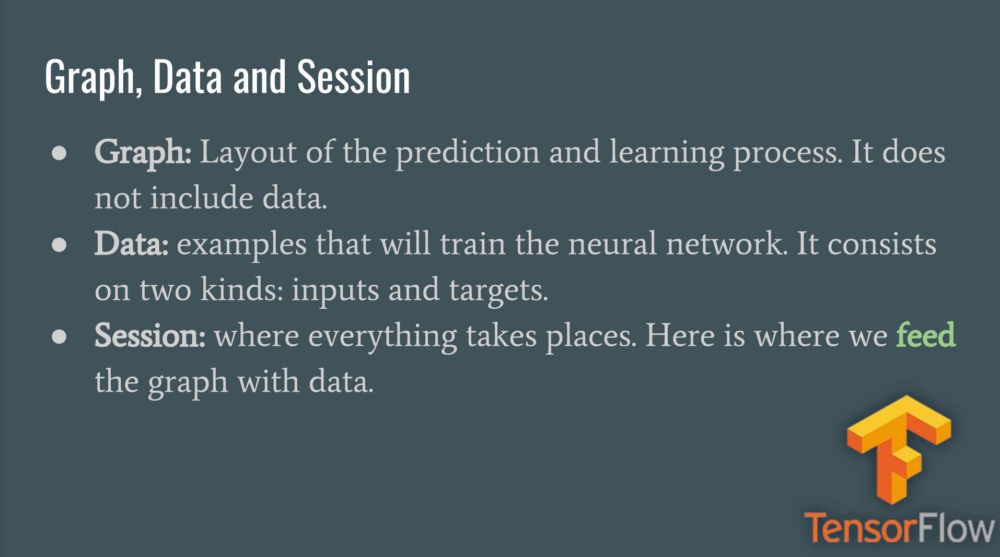 Graph, Data and Session
● Graph: Layout of the prediction and learning process. It does
not include data.
● Data: examples that will train the neural network. It consists
on two kinds: inputs and targets.
● Session: where everything takes places. Here is where we feed
the graph with data.
TensorFlow